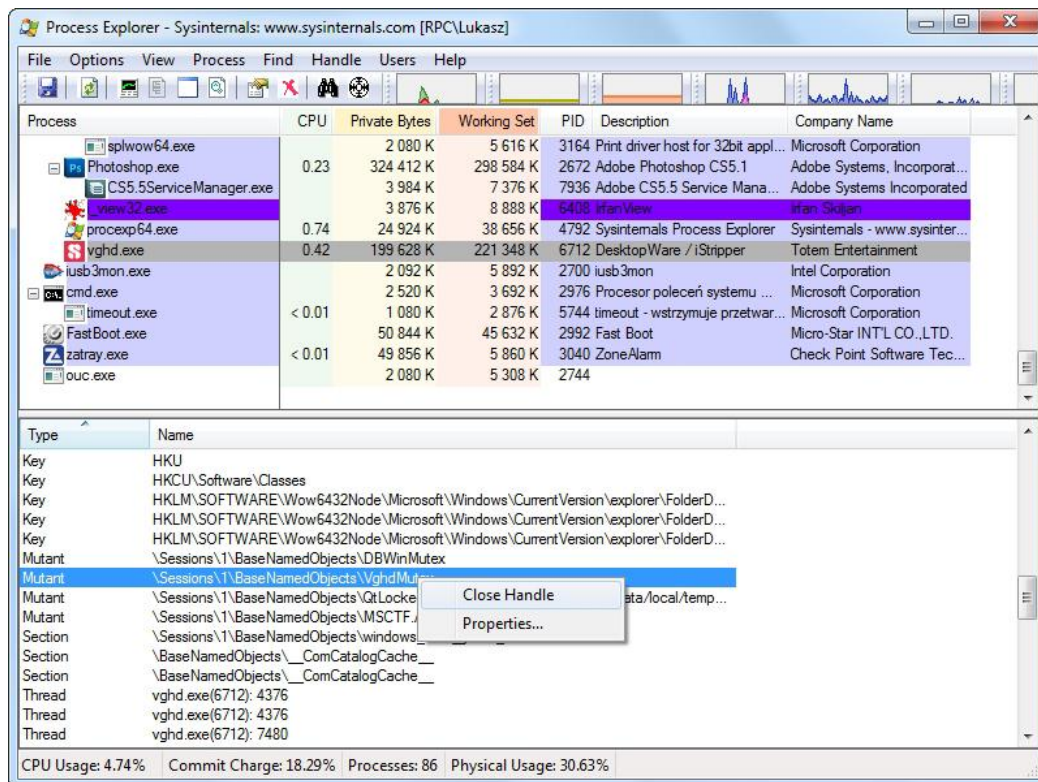 Process Explorer - Sysinternals: www.sysinternals.com [RPC\Lukasz]
File Options View Process Find Handle Users Help
Process CPU Private Bytes Working Set PID Description Company Name
splwow64.exe 2 080 K 5 616 K 3164 Print driver host for 32bit appl... Microsoft Corporation
Photoshop.exe 0.23 324 412 K 298 584 K 2672 Adobe Photoshop CS5.1 Adobe Systems, Incorporat...
CS5.5ServiceManager.exe 3 984 K 7 376 K 7936 Adobe CS5.5 Service Mana... Adobe Systems Incorporated
i_view32.exe 3 876 K 8 888 K 6408 IrfanView Irfan Skiljan
procexp64.exe 0.74 24 924 K 38 656 K 4792 Sysinternals Process Explorer Sysinternals - www.sysinter...
vghd.exe 0.42 199 628 K 221 348 K 6712 DesktopWare / iStripper Totem Entertainment
iusb3mon.exe 2 092 K 5 892 K 2700 iusb3mon Intel Corporation
cmd.exe 2 520 K 3 692 K 2976 Procesor poleceń systemu ... Microsoft Corporation
timeout.exe < 0.01 1 080 K 2 876 K 5744 timeout - wstrzymuje przetwar... Microsoft Corporation
FastBoot.exe 50 844 K 45 632 K 2992 Fast Boot Micro-Star INT'L CO.,LTD.
zatray.exe < 0.01 49 856 K 5 860 K 3040 ZoneAlarm Check Point Software Tec...
ouc.exe 2 080 K 5 308 K 2744
Type Name
Key HKU
Key HKCU\Software\Classes
Key HKLM\SOFTWARE\Wow6432Node\Microsoft\Windows\CurrentVersion\explorer\FolderD...
Key HKLM\SOFTWARE\Wow6432Node\Microsoft\Windows\CurrentVersion\explorer\FolderD...
Key HKLM\SOFTWARE\Wow6432Node\Microsoft\Windows\CurrentVersion\explorer\FolderD...
Mutant \Sessions\1\BaseNamedObjects\DBWinMutex
Mutant \Sessions\1\BaseNamedObjects\VghdMutex
Close Handle
Mutant \Sessions\1\BaseNamedObjects\QtLocke ata/local/temp...
Mutant \Sessions\1\BaseNamedObjects\MSCTF.
Properties...
Section \Sessions\1\BaseNamedObjects\windows_
Section \BaseNamedObjects\__ComCatalogCache__
Section \BaseNamedObjects\__ComCatalogCache__
Thread vghd.exe(6712): 4376
Thread vghd.exe(6712): 4376
Thread vghd.exe(6712): 7480
CPU Usage: 4.74% Commit Charge: 18.29% Processes: 86 Physical Usage: 30.63%